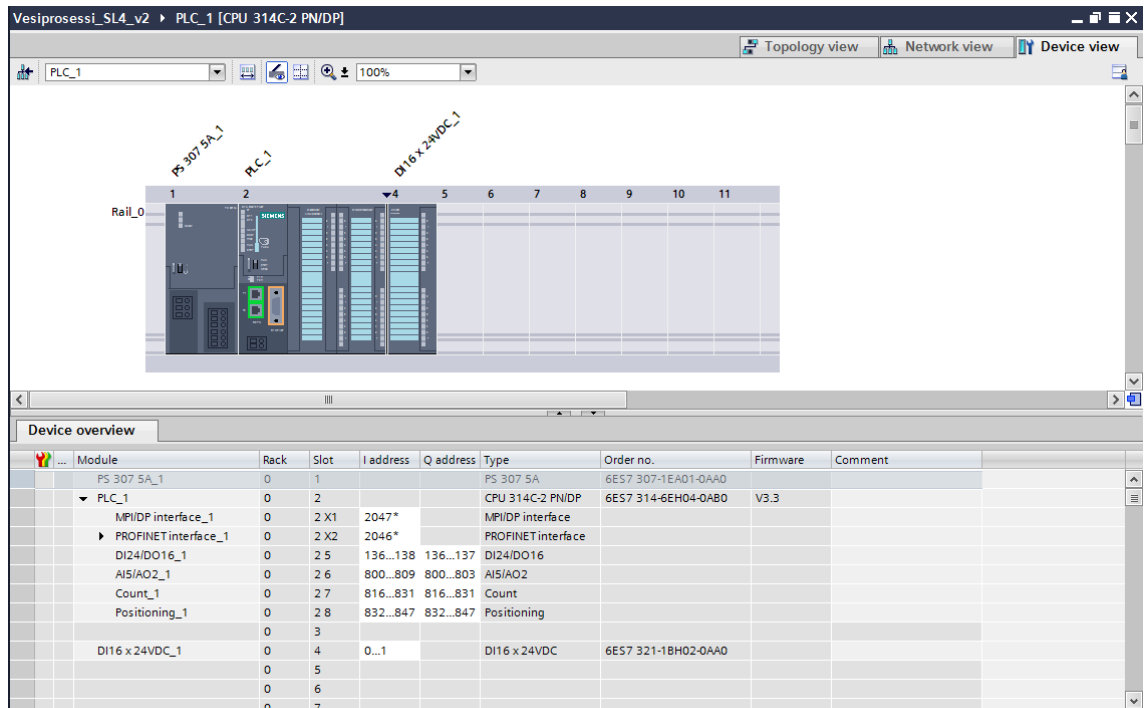 Vesiprosessi_SL4_v2 ▸ PLC_1 [CPU 314C-2 PN/DP]
Topology view Network view Device view
PLC_1 100%
PS 307 5A_1 PLC_1 DI16 x 24VDC_1
1 2 4 5 6 7 8 9 10 11
Rail_0
SIEMENS
Device overview
... Module Rack Slot I address Q address Type Order no. Firmware Comment
PS 307 5A_1 0 1 PS 307 5A 6ES7 307-1EA01-0AA0
PLC_1 0 2 CPU 314C-2 PN/DP 6ES7 314-6EH04-0AB0 V3.3
MPI/DP interface_1 0 2 X1 2047* MPI/DP interface
PROFINET interface_1 0 2 X2 2046* PROFINET interface
DI24/DO16_1 0 2 5 136...138 136...137 DI24/DO16
AI5/AO2_1 0 2 6 800...809 800...803 AI5/AO2
Count_1 0 2 7 816...831 816...831 Count
Positioning_1 0 2 8 832...847 832...847 Positioning
0 3
DI16 x 24VDC_1 0 4 0...1 DI16 x 24VDC 6ES7 321-1BH02-0AA0
0 5
0 6
0 7